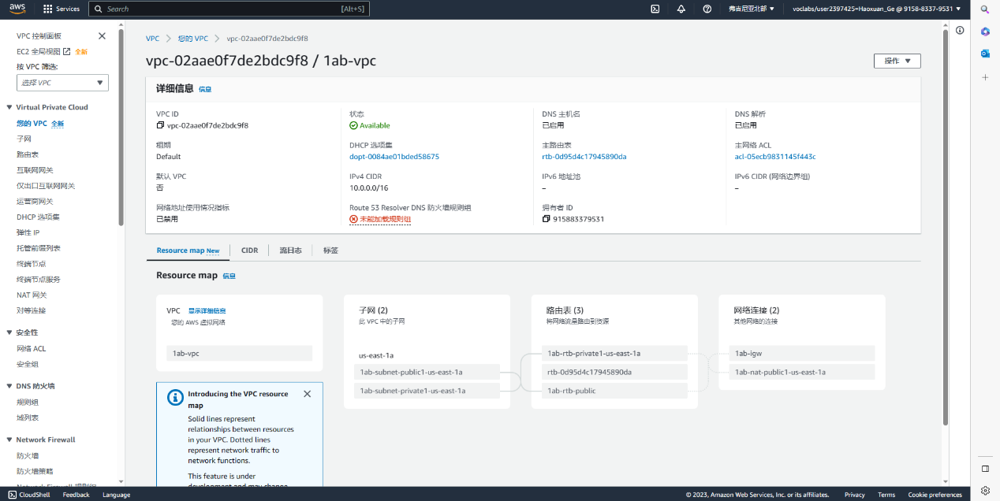 aws
Services
Search
[Alt+S]
弗吉尼亚北部
voclabs/user2397425=Haoxuan_Ge @ 9158-8337-9531
VPC 控制面板
EC2 全局视图
全新
按 VPC 筛选:
选择 VPC
Virtual Private Cloud
您的 VPC 全新
子网
路由表
互联网网关
仅出口互联网网关
运营商网关
DHCP 选项集
弹性 IP
托管前缀列表
终端节点
终端节点服务
NAT 网关
对等连接
安全性
网络 ACL
安全组
DNS 防火墙
规则组
域列表
Network Firewall
防火墙
防火墙策略
Network Firewall 规则组
VPC
您的 VPC
vpc-02aae0f7de2bdc9f8
vpc-02aae0f7de2bdc9f8 / 1ab-vpc
操作
详细信息 信息
VPC ID
vpc-02aae0f7de2bdc9f8
状态
Available
DNS 主机名
已启用
DNS 解析
已启用
租期
Default
DHCP 选项集
dopt-0084ae01bded58675
主路由表
rtb-0d95d4c17945890da
主网络 ACL
acl-05ecb9831145f443c
默认 VPC
否
IPv4 CIDR
10.0.0.0/16
IPv6 地址池
–
IPv6 CIDR (网络边界组)
–
网络地址使用情况指标
已禁用
Route 53 Resolver DNS 防火墙规则组
未能加载规则组
拥有者 ID
915883379531
Resource map New
CIDR
流日志
标签
Resource map 信息
VPC 显示详细信息
您的 AWS 虚拟网络
1ab-vpc
子网 (2)
此 VPC 中的子网
us-east-1a
1ab-subnet-public1-us-east-1a
1ab-subnet-private1-us-east-1a
路由表 (3)
将网络流量路由到资源
1ab-rtb-private1-us-east-1a
rtb-0d95d4c17945890da
1ab-rtb-public
网络连接 (2)
其他网络的连接
1ab-igw
1ab-nat-public1-us-east-1a
Introducing the VPC resource
map
Solid lines represent
relationships between resources
in your VPC. Dotted lines
represent network traffic to
network functions.
This feature is under
development and may change
CloudShell
Feedback
Language
© 2023, Amazon Web Services, Inc. or its affiliates.
Privacy
Terms
Cookie preferences